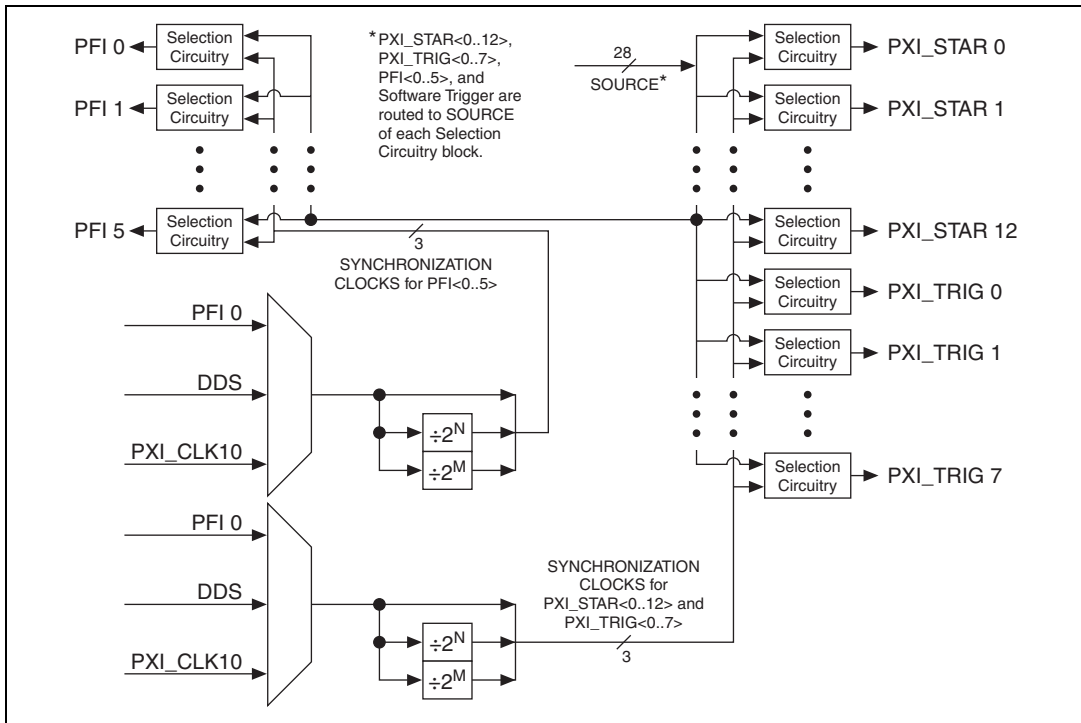 PFI 0
Selection
Circuitry
PFI 1
Selection
Circuitry
PFI 5
Selection
Circuitry
*PXI_STAR<0..12>,
PXI_TRIG<0..7>,
PFI<0..5>, and
Software Trigger are
routed to SOURCE
of each Selection
Circuitry block.
28
SOURCE*
Selection
Circuitry
PXI_STAR 0
Selection
Circuitry
PXI_STAR 1
Selection
Circuitry
PXI_STAR 12
Selection
Circuitry
PXI_TRIG 0
Selection
Circuitry
PXI_TRIG 1
Selection
Circuitry
PXI_TRIG 7
3
SYNCHRONIZATION
CLOCKS for PFI<0..5>
PFI 0
DDS
PXI_CLK10
÷2N
÷2M
PFI 0
DDS
PXI_CLK10
÷2N
÷2M
SYNCHRONIZATION
CLOCKS for
PXI_STAR<0..12> and
PXI_TRIG<0..7>
3